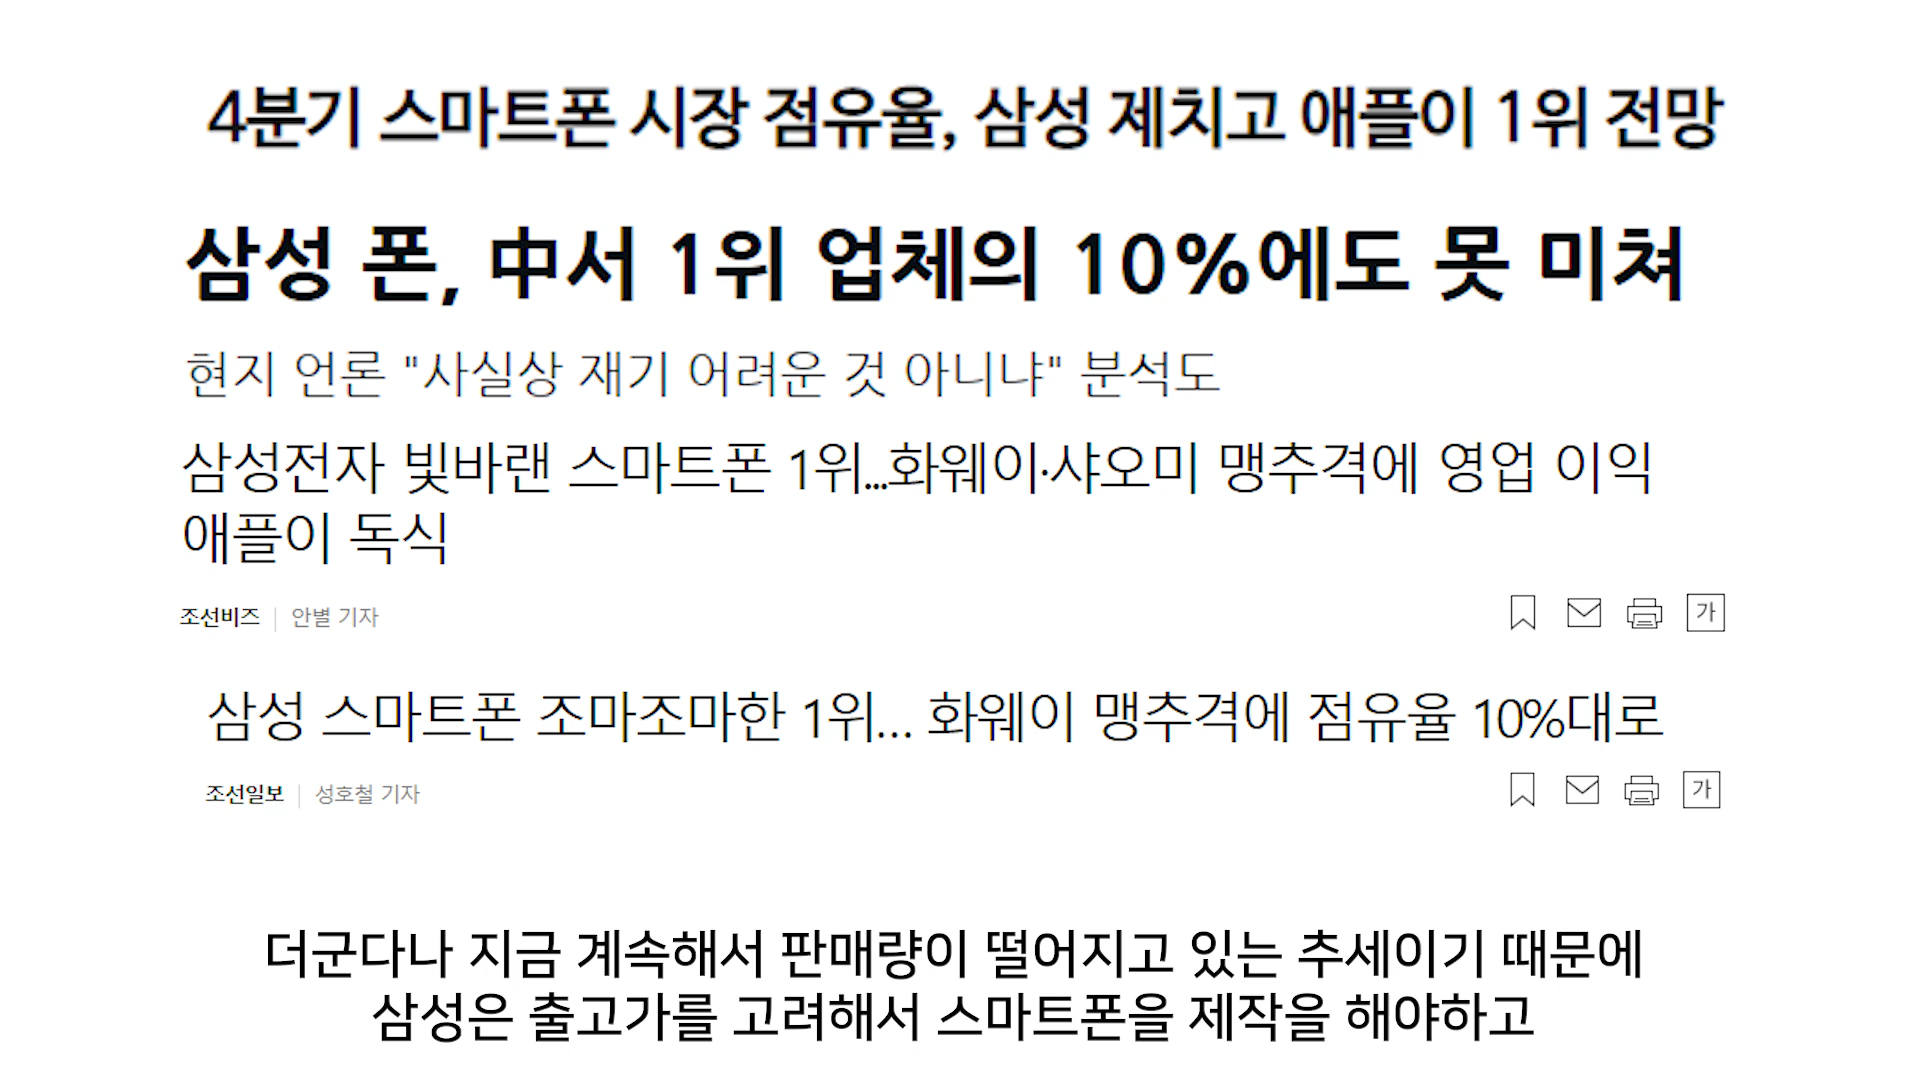 4분기 스마트폰 시장 점유율, 삼성 제치고 애플이 1위 전망
삼성 폰, 中서 1위 업체의 10%에도 못 미쳐
현지 언론 "사실상 재기 어려운 것 아니냐" 분석도
삼성전자 빛바랜 스마트폰 1위...화웨이·샤오미 맹추격에 영업 이익
애플이 독식
조선비즈 | 안별 기자
가
삼성 스마트폰 조마조마한 1위... 화웨이 맹추격에 점유율 10%대로
조선일보 | 성호철 기자
가
더군다나 지금 계속해서 판매량이 떨어지고 있는 추세이기 때문에
삼성은 출고가를 고려해서 스마트폰을 제작을 해야하고